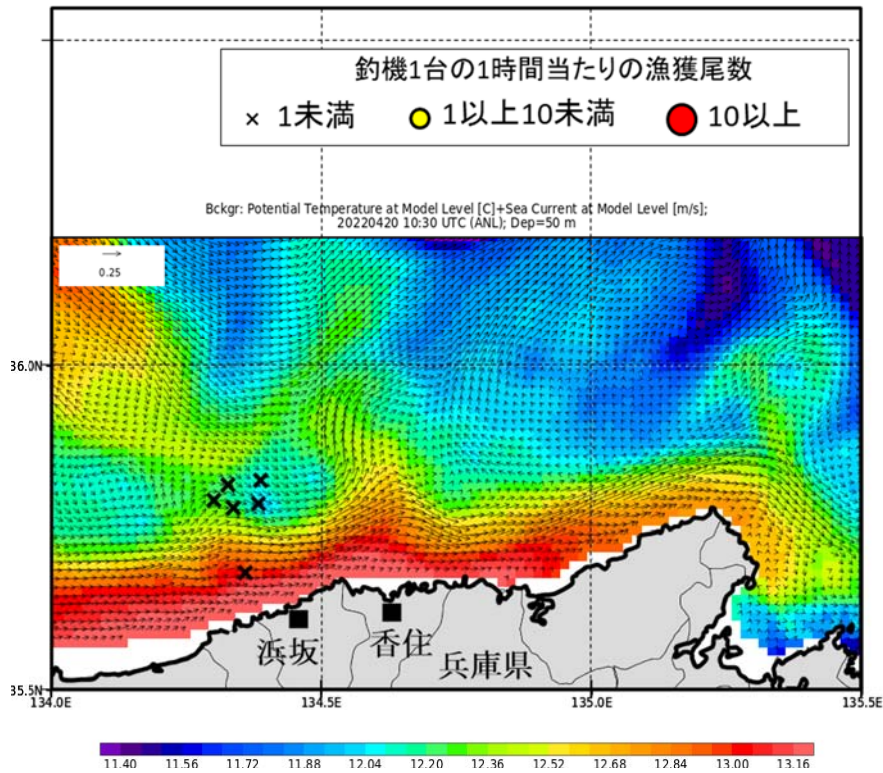 釣機1台の1時間当たりの漁獲尾数
× 1未満 1以上10未満 10以上
Bckgr: Potential Temperature at Model Level [C]+Sea Current at Model Level [m/s];
20220420 10:30 UTC (ANL); Dep=50 m
0.25
36.0N
浜坂 香住 兵庫県
35.5N
134.0E 134.5E 135.0E 135.5E
11.40 11.56 11.72 11.88 12.04 12.20 12.36 12.52 12.68 12.84 13.00 13.16